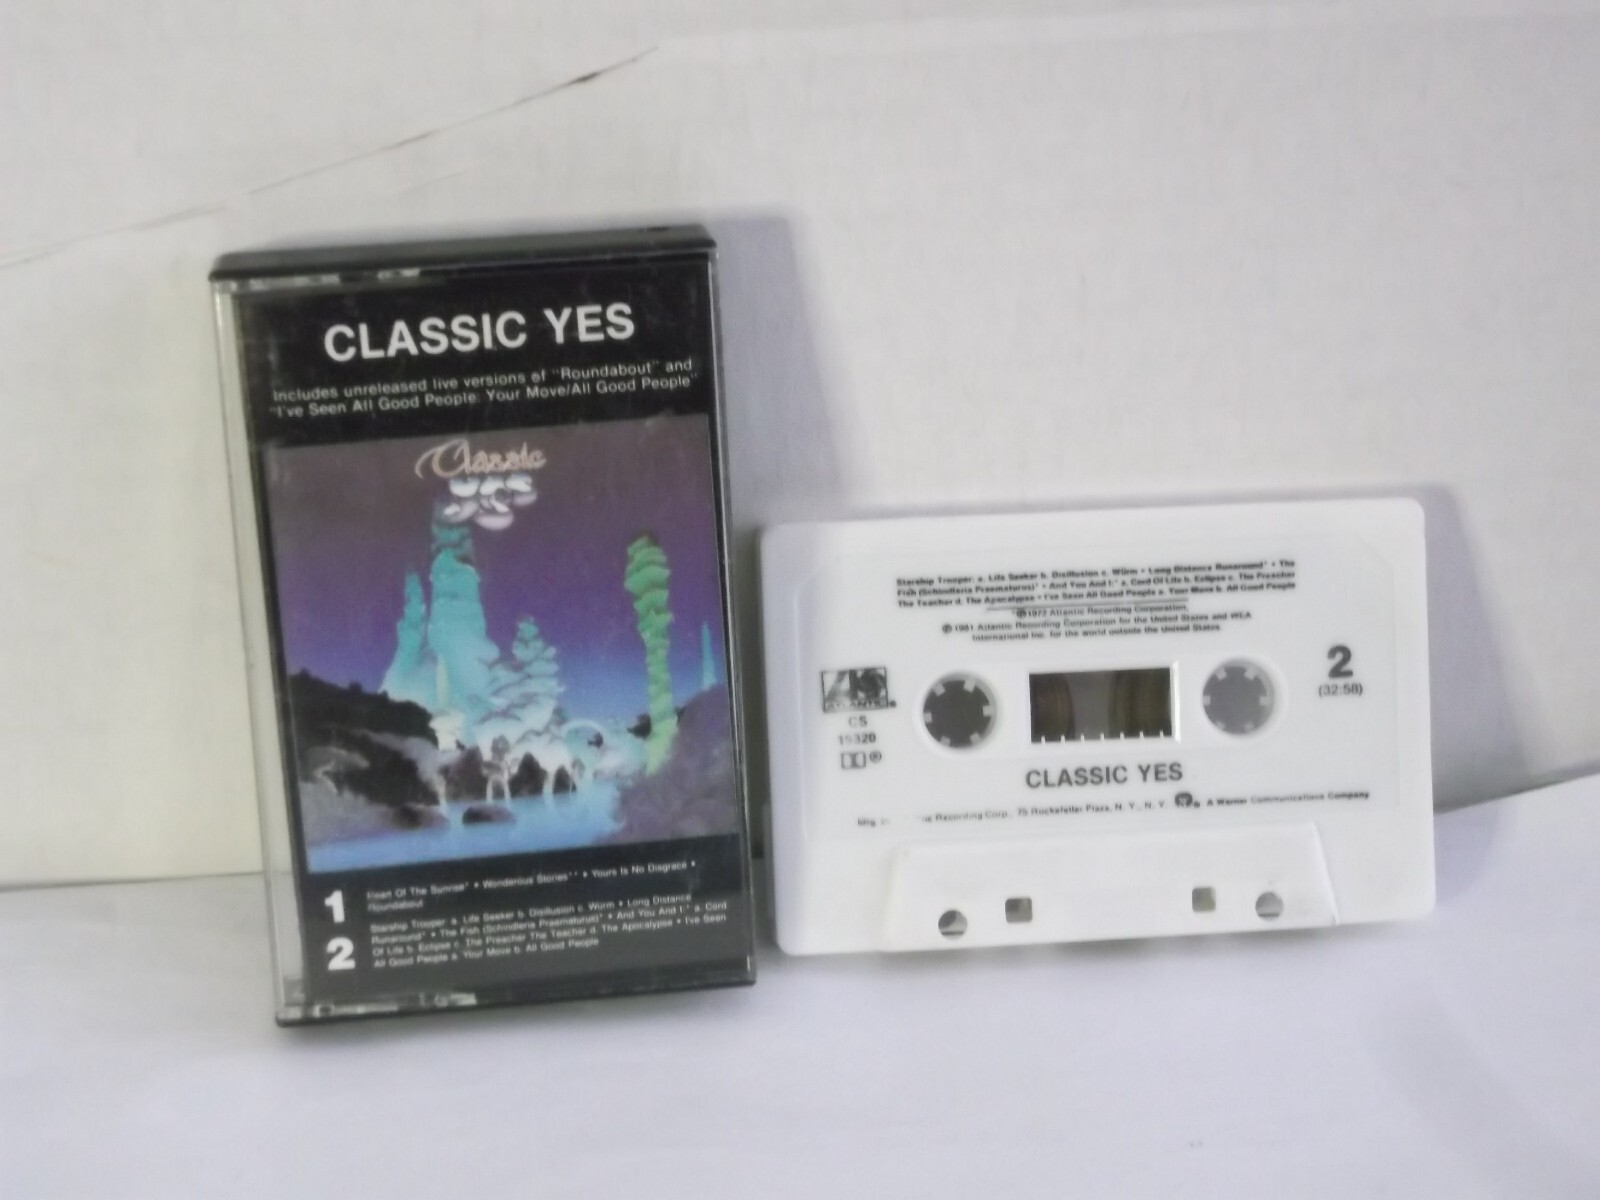 CLASSIC YES
Includes unreleased live versions of "Roundabout" and
"I've Seen All Good People: Your Move/All Good People"
Classic
YES
1
Heart Of The Sunrise* • Wonderous Stories** • Yours Is No Disgrace •
Roundabout
2
Starship Trooper: a. Life Seeker b. Disillusion c. Würm • Long Distance
Runaround* • The Fish (Schindleria Praematurus)* • And You And I:* a. Cord
Of Life b. Eclipse c. The Preacher The Teacher d. The Apocalypse • I've Seen
All Good People a. Your Move b. All Good People
Starship Trooper: a. Life Seeker b. Disillusion c. Würm • Long Distance Runaround* • The
Fish (Schindleria Praematurus)* • And You And I:* a. Cord Of Life b. Eclipse c. The Preacher
The Teacher d. The Apocalypse • I've Seen All Good People a. Your Move b. All Good People
*℗1972 Atlantic Recording Corporation.
℗ 1981 Atlantic Recording Corporation for the United States and WEA
International Inc. for the world outside the United States.
ATLANTIC®
CS
15320
®
2
(32:58)
CLASSIC YES
Mfg. Recording Corp., 75 Rockefeller Plaza, N. Y., N. Y. A Warner Communications Company